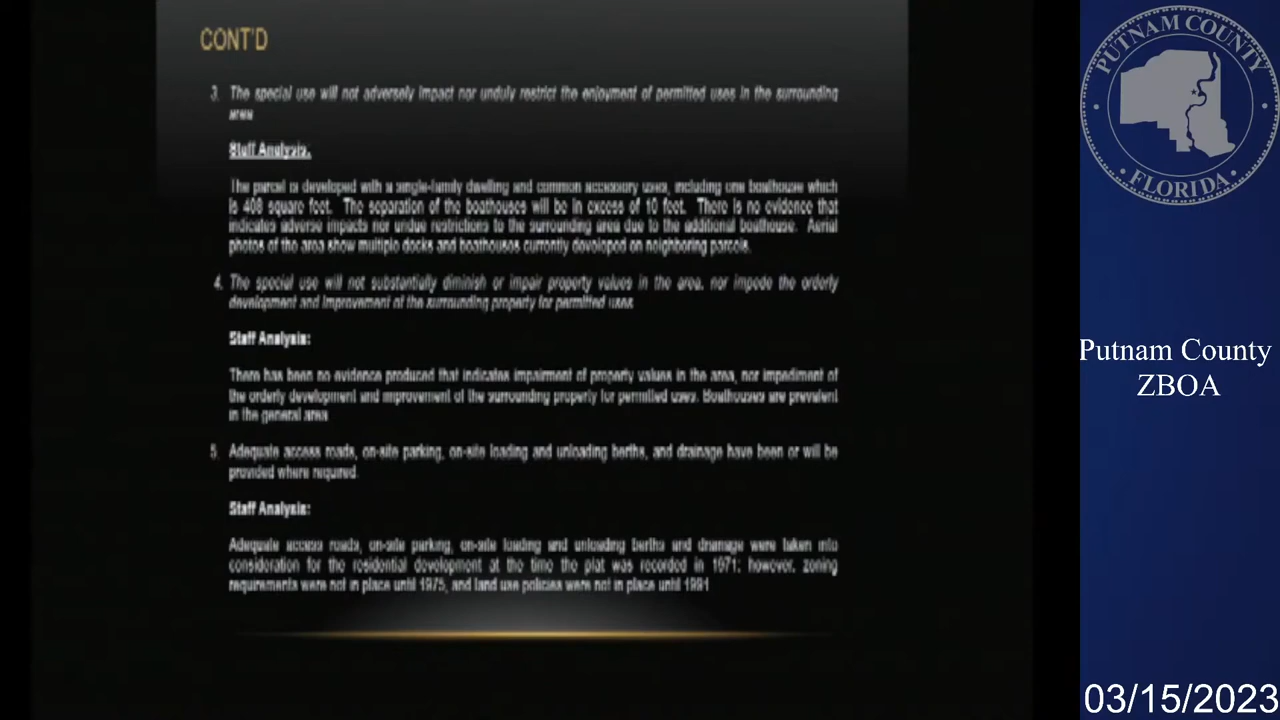 CONT'D
3. The special use will not adversely impact nor unduly restrict the enjoyment of permitted uses in the surrounding
area
Staff Analysis:
The parcel is developed with a single-family dwelling and common accessory uses, including one boathouse which
is 408 square feet. The separation of the boathouses will be in excess of 10 feet. There is no evidence that
indicates adverse impacts nor undue restrictions to the surrounding area due to the additional boathouse. Aerial
photos of the area show multiple docks and boathouses currently developed on neighboring parcels.
4. The special use will not substantially diminish or impair property values in the area, nor impede the orderly
development and improvement of the surrounding property for permitted uses
Staff Analysis:
There has been no evidence produced that indicates impairment of property values in the area, nor impediment of
the orderly development and improvement of the surrounding property for permitted uses. Boathouses are prevalent
in the general area
5. Adequate access roads, on-site parking, on-site loading and unloading berths, and drainage have been or will be
provided where required.
Staff Analysis:
Adequate access roads, on-site parking, on-site loading and unloading berths and drainage were taken into
consideration for the residential development at the time the plat was recorded in 1971; however, zoning
requirements were not in place until 1975, and land use policies were not in place until 1991
PUTNAM COUNTY
FLORIDA
Putnam County
ZBOA
03/15/2023